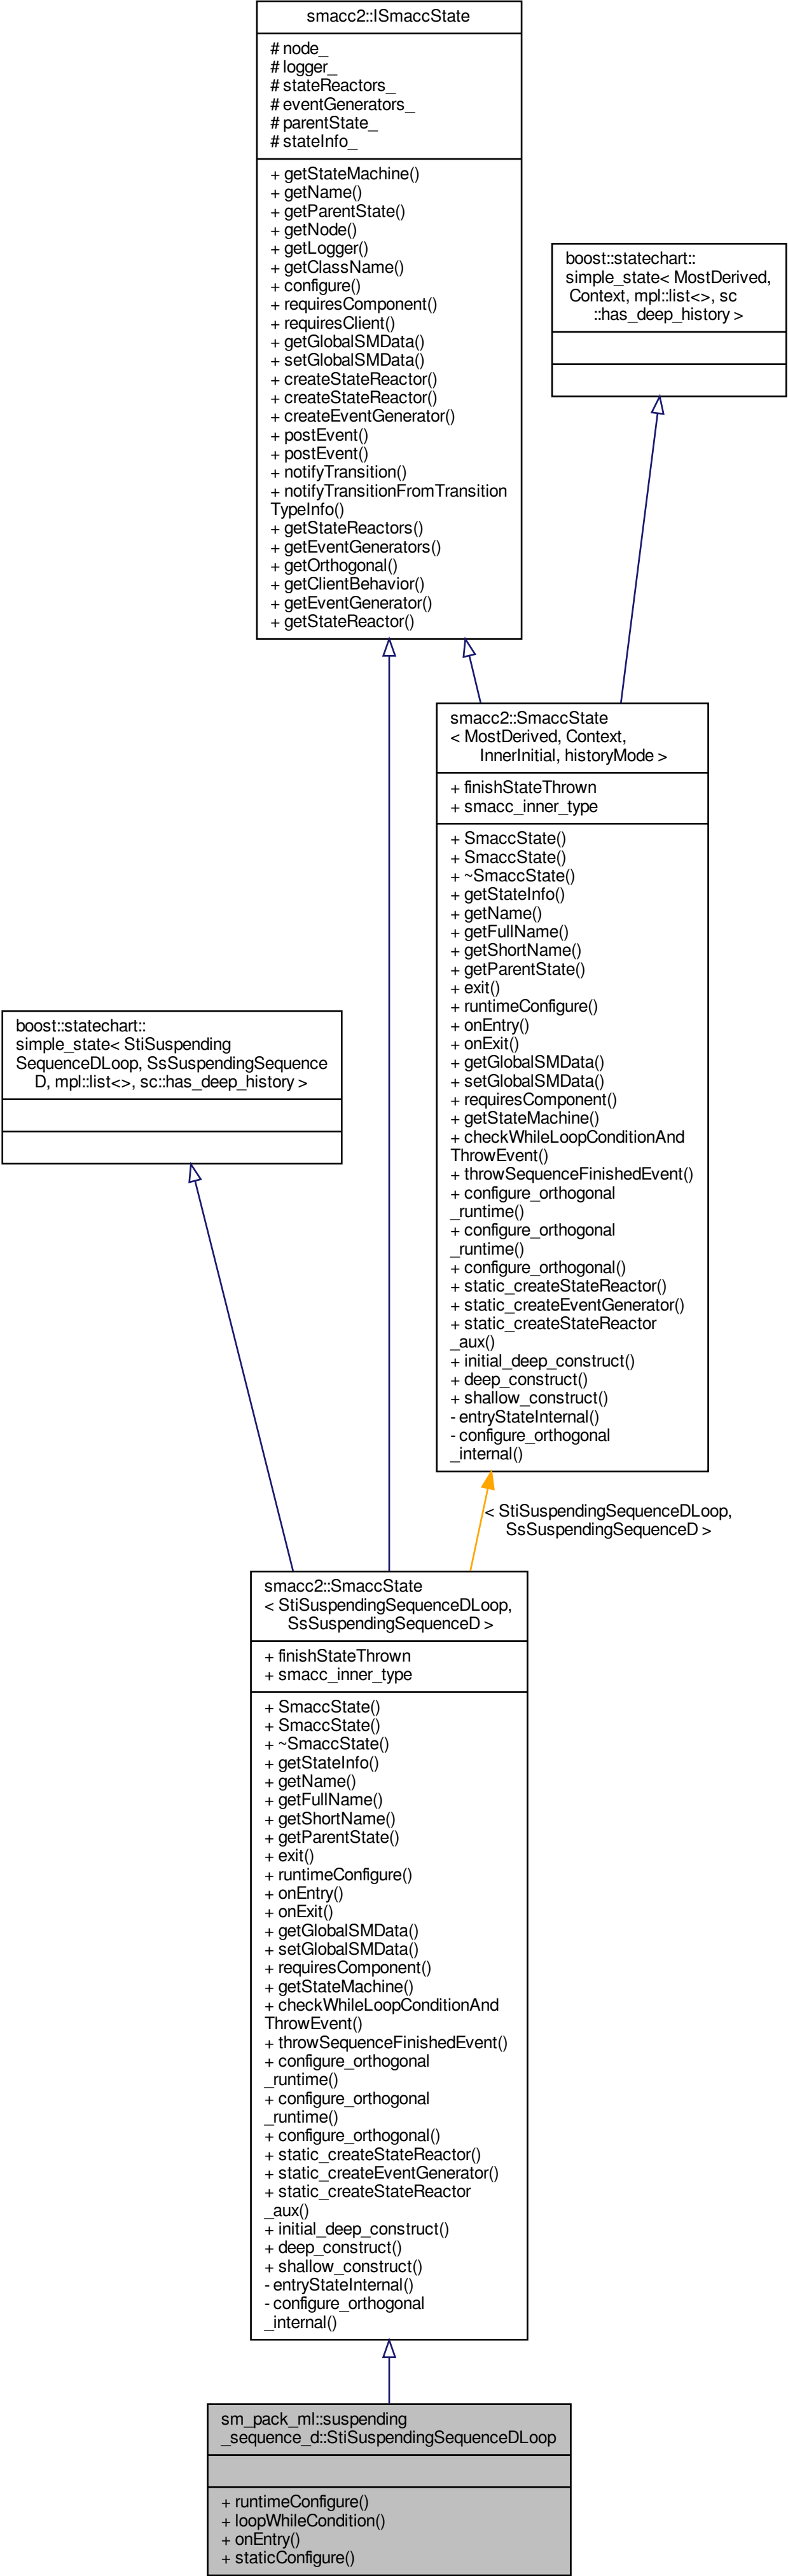 smacc2::ISmaccState
# node_
# logger_
# stateReactors_
# eventGenerators_
# parentState_
# stateInfo_
+ getStateMachine()
+ getName()
+ getParentState()
+ getNode()
+ getLogger()
+ getClassName()
+ configure()
+ requiresComponent()
+ requiresClient()
+ getGlobalSMData()
+ setGlobalSMData()
+ createStateReactor()
+ createStateReactor()
+ createEventGenerator()
+ postEvent()
+ postEvent()
+ notifyTransition()
+ notifyTransitionFromTransition
TypeInfo()
+ getStateReactors()
+ getEventGenerators()
+ getOrthogonal()
+ getClientBehavior()
+ getEventGenerator()
+ getStateReactor()
boost::statechart::
simple_state< MostDerived,
Context, mpl::list<>, sc
::has_deep_history >
smacc2::SmaccState
< MostDerived, Context,
InnerInitial, historyMode >
+ finishStateThrown
+ smacc_inner_type
+ SmaccState()
+ SmaccState()
+ ~SmaccState()
+ getStateInfo()
+ getName()
+ getFullName()
+ getShortName()
+ getParentState()
+ exit()
+ runtimeConfigure()
+ onEntry()
+ onExit()
+ getGlobalSMData()
+ setGlobalSMData()
+ requiresComponent()
+ getStateMachine()
+ checkWhileLoopConditionAnd
ThrowEvent()
+ throwSequenceFinishedEvent()
+ configure_orthogonal
_runtime()
+ configure_orthogonal
_runtime()
+ configure_orthogonal()
+ static_createStateReactor()
+ static_createEventGenerator()
+ static_createStateReactor
_aux()
+ initial_deep_construct()
+ deep_construct()
+ shallow_construct()
- entryStateInternal()
- configure_orthogonal
_internal()
boost::statechart::
simple_state< StiSuspending
SequenceDLoop, SsSuspendingSequence
D, mpl::list<>, sc::has_deep_history >
< StiSuspendingSequenceDLoop,
SsSuspendingSequenceD >
smacc2::SmaccState
< StiSuspendingSequenceDLoop,
SsSuspendingSequenceD >
+ finishStateThrown
+ smacc_inner_type
+ SmaccState()
+ SmaccState()
+ ~SmaccState()
+ getStateInfo()
+ getName()
+ getFullName()
+ getShortName()
+ getParentState()
+ exit()
+ runtimeConfigure()
+ onEntry()
+ onExit()
+ getGlobalSMData()
+ setGlobalSMData()
+ requiresComponent()
+ getStateMachine()
+ checkWhileLoopConditionAnd
ThrowEvent()
+ throwSequenceFinishedEvent()
+ configure_orthogonal
_runtime()
+ configure_orthogonal
_runtime()
+ configure_orthogonal()
+ static_createStateReactor()
+ static_createEventGenerator()
+ static_createStateReactor
_aux()
+ initial_deep_construct()
+ deep_construct()
+ shallow_construct()
- entryStateInternal()
- configure_orthogonal
_internal()
sm_pack_ml::suspending
_sequence_d::StiSuspendingSequenceDLoop
+ runtimeConfigure()
+ loopWhileCondition()
+ onEntry()
+ staticConfigure()